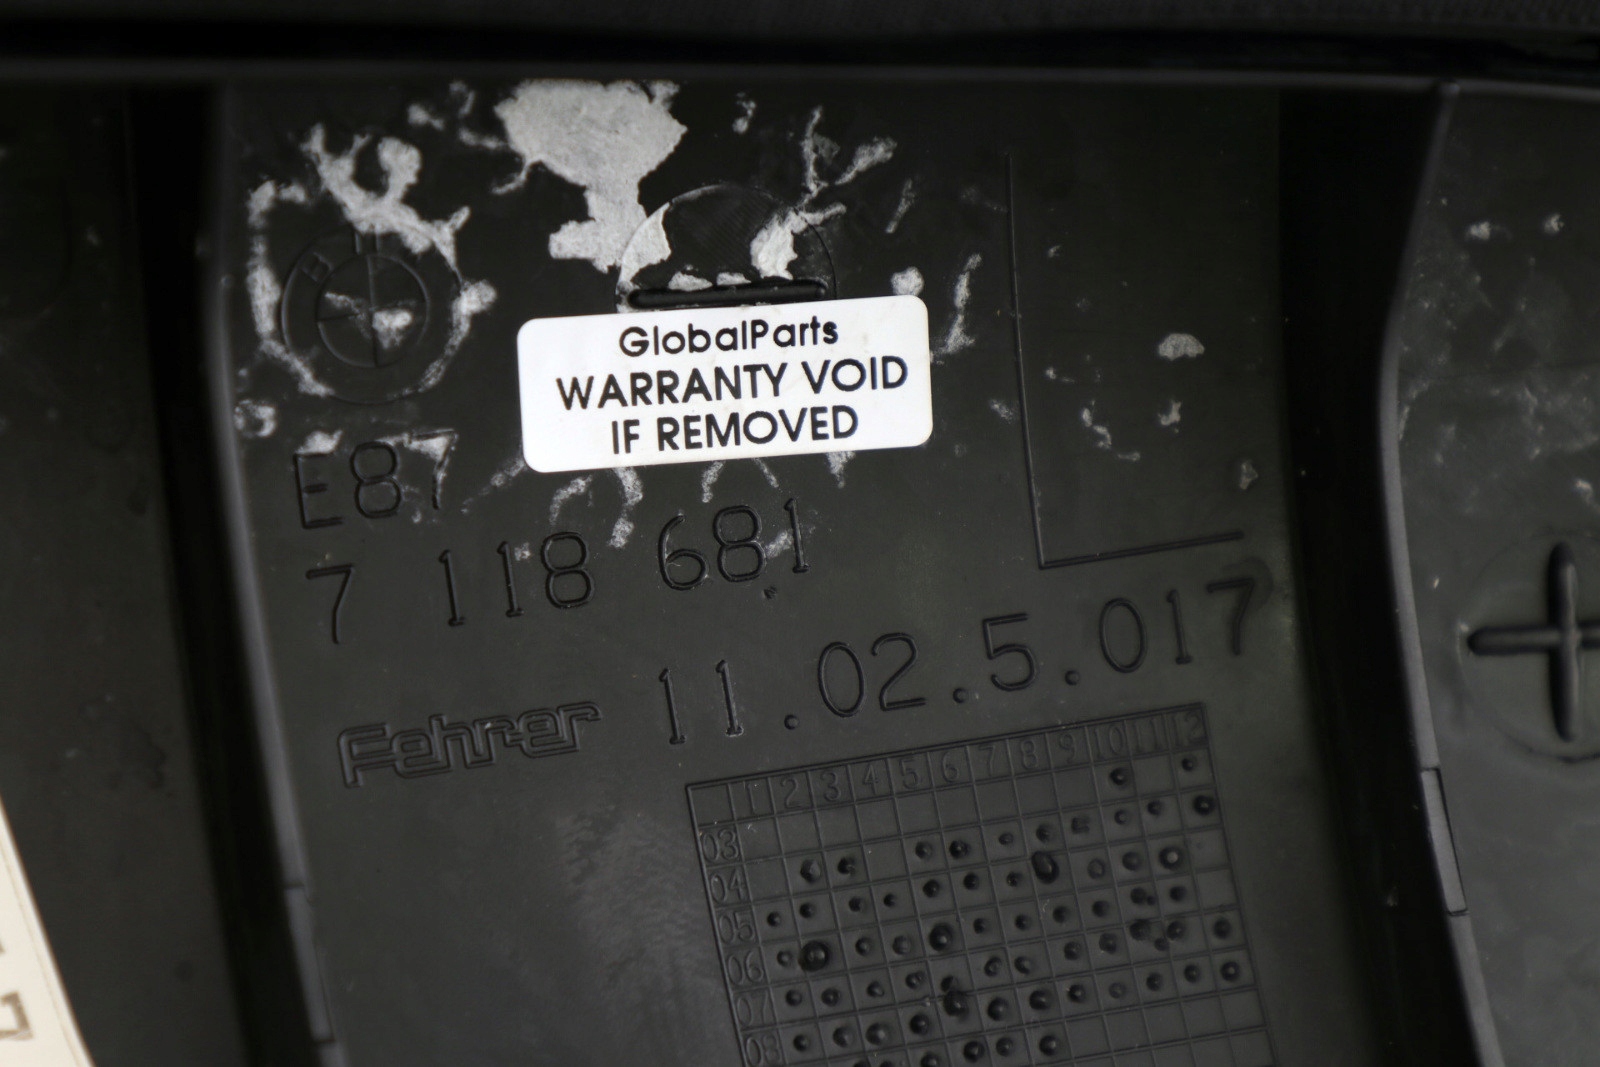 GlobalParts
WARRANTY VOID
IF REMOVED
E87
7 118 681
Fehrer 11.02.5.017
1 2 3 4 5 6 7 8 9 10 11 12
03
04
05
06
07
08